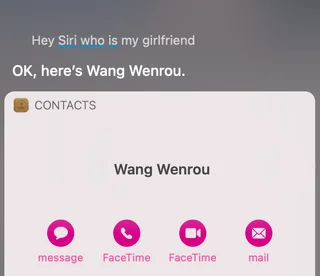 Hey Siri who is my girlfriend
OK, here's Wang Wenrou.
CONTACTS
Wang Wenrou
message FaceTime FaceTime mail